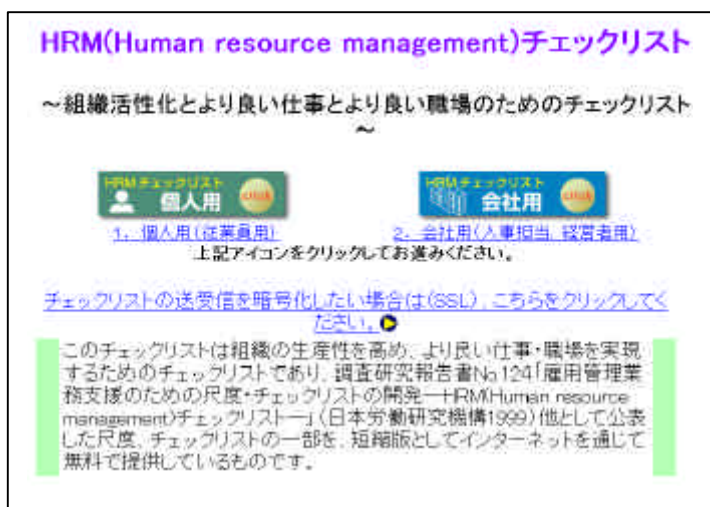 HRM(Human resource management)チェックリスト
～組織活性化とより良い仕事とより良い職場のためのチェックリスト
～
HRMチェックリスト
個人用
HRMチェックリスト
会社用
1．個人用(従業員用)
2．会社用(人事担当、経営者用)
上記アイコンをクリックしてお進みください。
チェックリストの送受信を暗号化したい場合は(SSL)、こちらをクリックしてく
ださい。
このチェックリストは組織の生産性を高め、より良い仕事・職場を実現
するためのチェックリストであり、調査研究報告書No.124「雇用管理業
務支援のための尺度・チェックリストの開発—HRM(Human resource
management)チェックリスト—」(日本労働研究機構1999)他として公表
した尺度、チェックリストの一部を、短縮版としてインターネットを通じて
無料で提供しているものです。